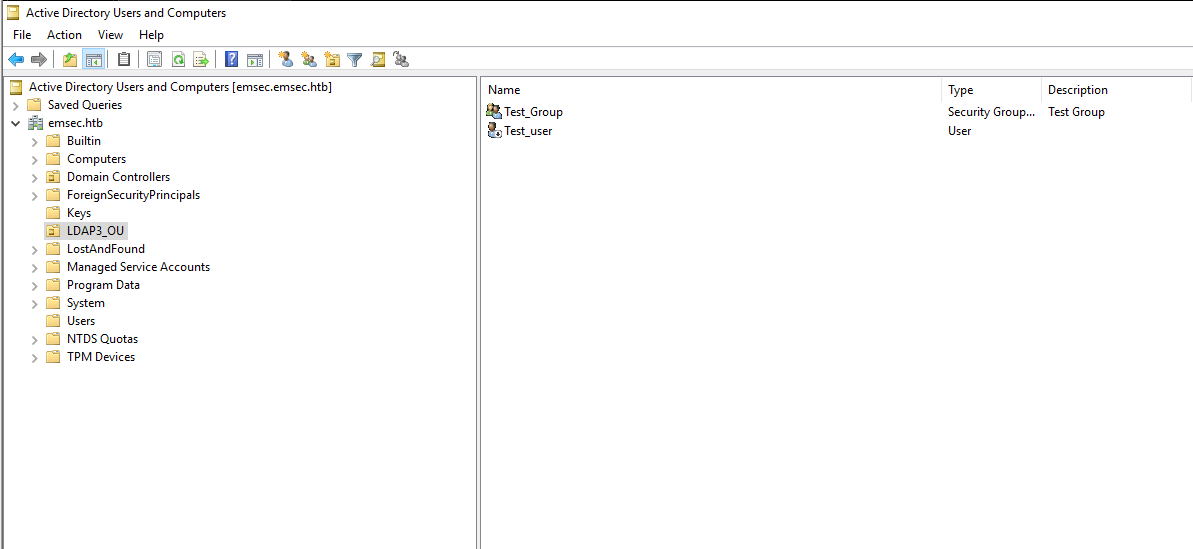 Active Directory Users and Computers
File Action View Help
Active Directory Users and Computers [emsec.emsec.htb]
Saved Queries
emsec.htb
Builtin
Computers
Domain Controllers
ForeignSecurityPrincipals
Keys
LDAP3_OU
LostAndFound
Managed Service Accounts
Program Data
System
Users
NTDS Quotas
TPM Devices
Name Type Description
Test_Group Security Group... Test Group
Test_user User